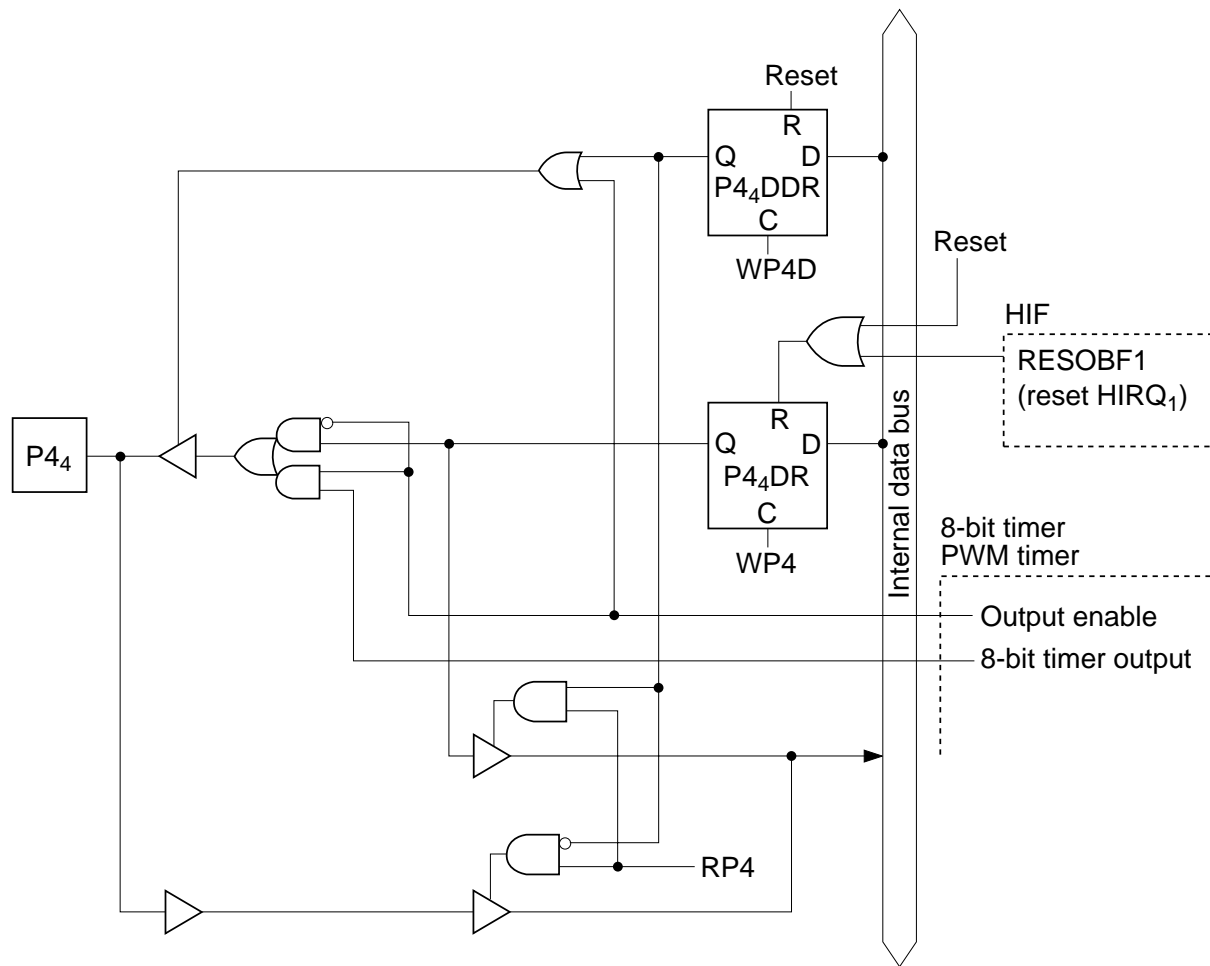 Reset
R
Q
D
P4₄DDR
C
WP4D
Reset
HIF
RESOBF1
(reset HIRQ₁)
R
Q
D
P4₄
P4₄DR
C
WP4
Internal data bus
8-bit timer
PWM timer
Output enable
8-bit timer output
RP4